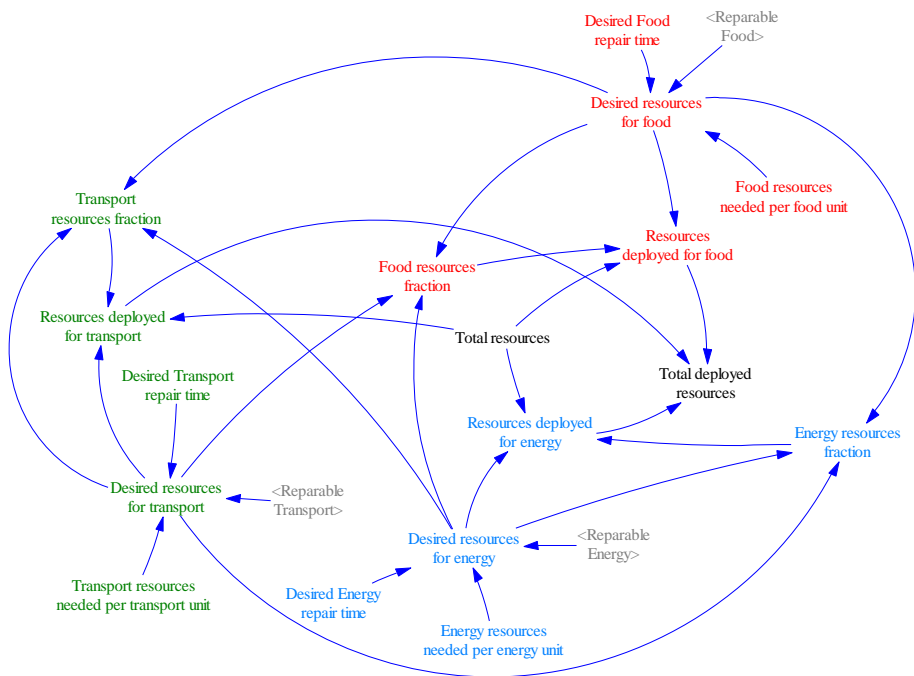 Desired Food
repair time
<Reparable
Food>
Desired resources
for food
Food resources
needed per food unit
Transport
resources fraction
Resources
deployed for food
Food resources
fraction
Resources deployed
for transport
Total resources
Desired Transport
repair time
Total deployed
resources
Resources deployed
for energy
Energy resources
fraction
Desired resources
for transport
<Reparable
Transport>
Desired resources
for energy
<Reparable
Energy>
Transport resources
needed per transport unit
Desired Energy
repair time
Energy resources
needed per energy unit